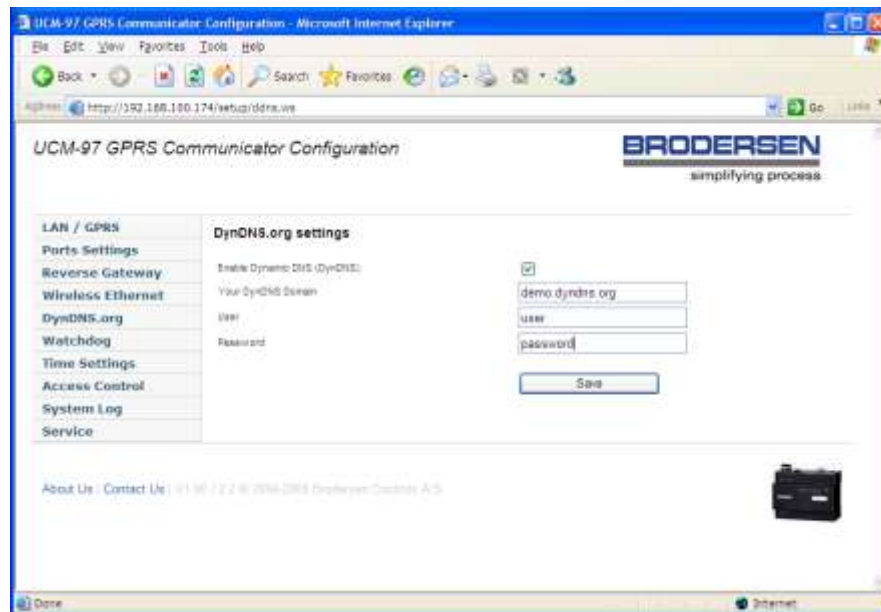 UCM-97 GPRS Communicator Configuration - Microsoft Internet Explorer
File Edit View Favorites Tools Help
Back Search Favorites
Address http://192.168.100.174/setup/ddns.ws Go Links
UCM-97 GPRS Communicator Configuration
BRODERSEN
simplifying process
LAN / GPRS
Ports Settings
Reverse Gateway
Wireless Ethernet
DynDNS.org
Watchdog
Time Settings
Access Control
System Log
Service
DynDNS.org settings
Enable Dynamic DNS (DynDNS)
Your DynDNS Domain demo.dyndns.org
User user
Password password
Save
About Us | Contact Us | Brodersen Controls A/S
Done Internet